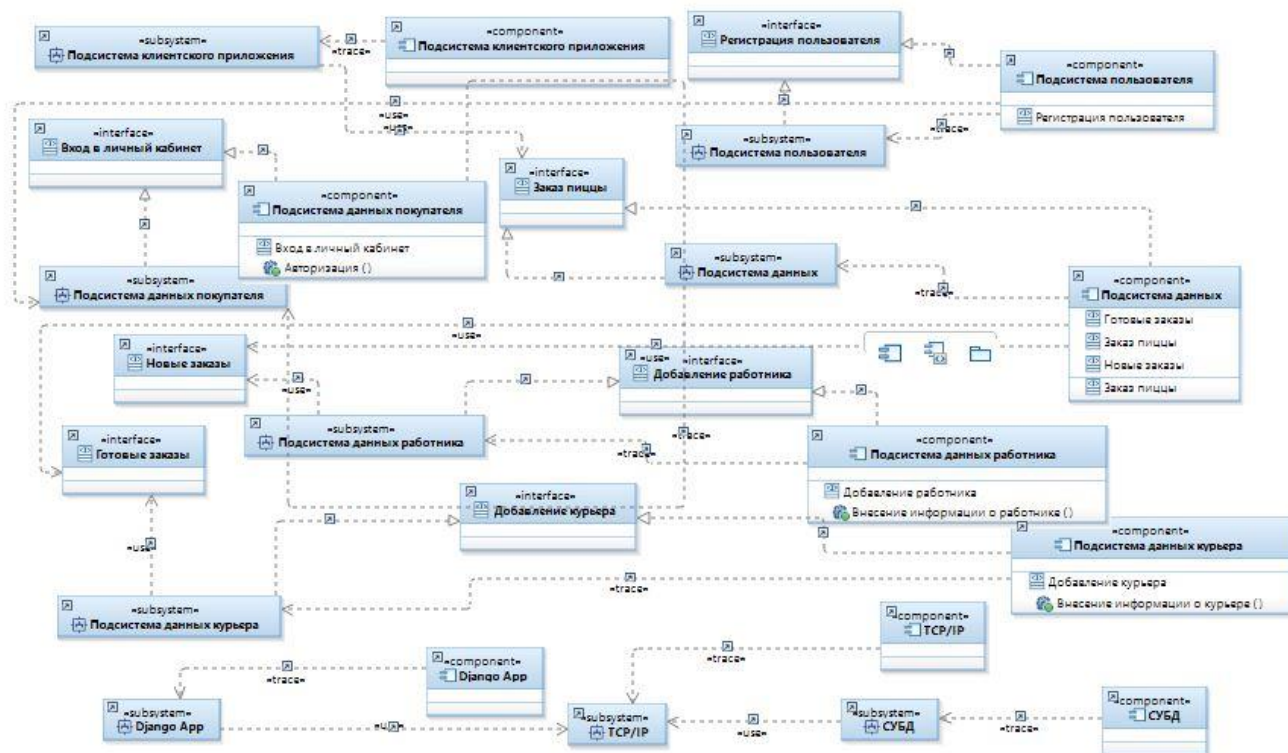 «subsystem»
Подсистема клиентского приложения
«trace»
«component»
Подсистема клиентского приложения
«interface»
Регистрация пользователя
«component»
Подсистема пользователя
Регистрация пользователя
«use»
«use»
«trace»
«interface»
Вход в личный кабинет
«subsystem»
Подсистема пользователя
«interface»
Заказ пиццы
«component»
Подсистема данных покупателя
Вход в личный кабинет
Авторизация ()
«subsystem»
Подсистема данных
«trace»
«subsystem»
Подсистема данных покупателя
«component»
Подсистема данных
Готовые заказы
Заказ пиццы
Новые заказы
Заказ пиццы
«use»
«interface»
Новые заказы
«use»
«use»
«interface»
Добавление работника
«subsystem»
Подсистема данных работника
«trace»
«trace»
«interface»
Готовые заказы
«component»
Подсистема данных работника
Добавление работника
Внесение информации о работнике ()
«interface»
Добавление курьера
«use»
«component»
Подсистема данных курьера
Добавление курьера
Внесение информации о курьере ()
«trace»
«subsystem»
Подсистема данных курьера
«component»
TCP/IP
«trace»
«component»
Django App
«trace»
«subsystem»
Django App
«use»
«subsystem»
TCP/IP
«use»
«subsystem»
СУБД
«trace»
«component»
СУБД